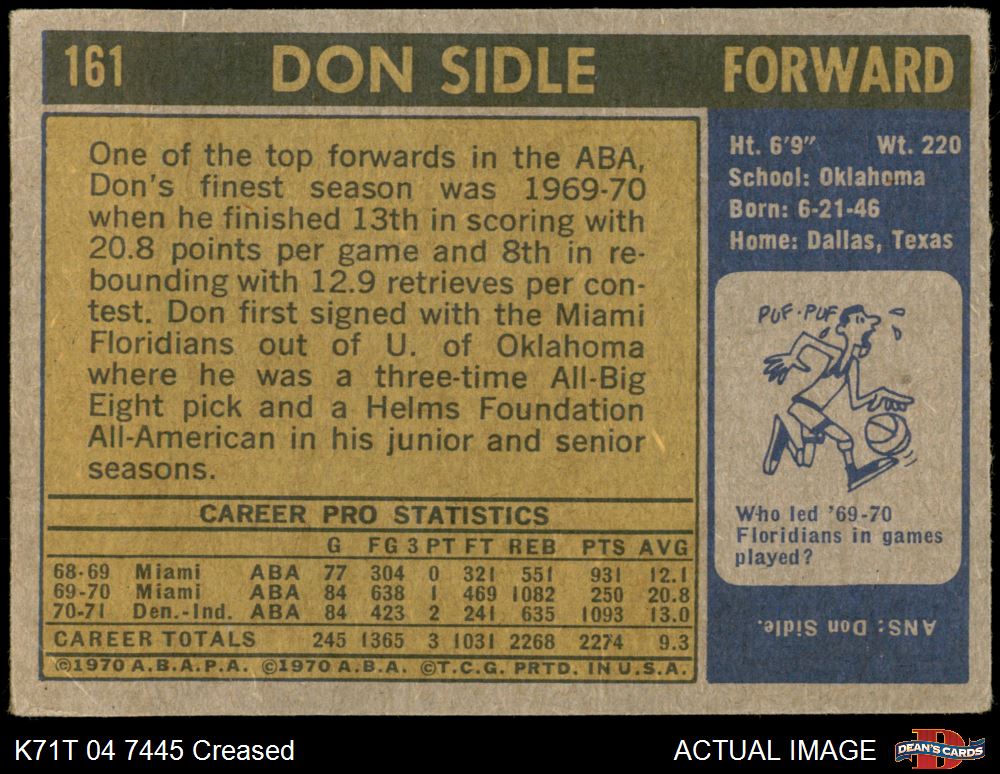 161 DON SIDLE FORWARD
One of the top forwards in the ABA,
Don's finest season was 1969-70
when he finished 13th in scoring with
20.8 points per game and 8th in re-
bounding with 12.9 retrieves per con-
test. Don first signed with the Miami
Floridians out of U. of Oklahoma
where he was a three-time All-Big
Eight pick and a Helms Foundation
All-American in his junior and senior
seasons.
CAREER PRO STATISTICS
G FG 3 PT FT REB PTS AVG
68-69 Miami ABA 77 304 0 321 551 931 12.1
69-70 Miami ABA 84 638 1 469 1082 250 20.8
70-71 Den.-Ind. ABA 84 423 2 241 635 1093 13.0
CAREER TOTALS 245 1365 3 1031 2268 2274 9.3
©1970 A.B.A.P.A. ©1970 A.B.A. ©T.C.G. PRTD. IN U.S.A.
Ht. 6'9" Wt. 220
School: Oklahoma
Born: 6-21-46
Home: Dallas, Texas
PUF-PUF
Who led '69-70
Floridians in games
played?
ANS: Don Sidle.
K71T 04 7445 Creased ACTUAL IMAGE DEAN'S CARDS